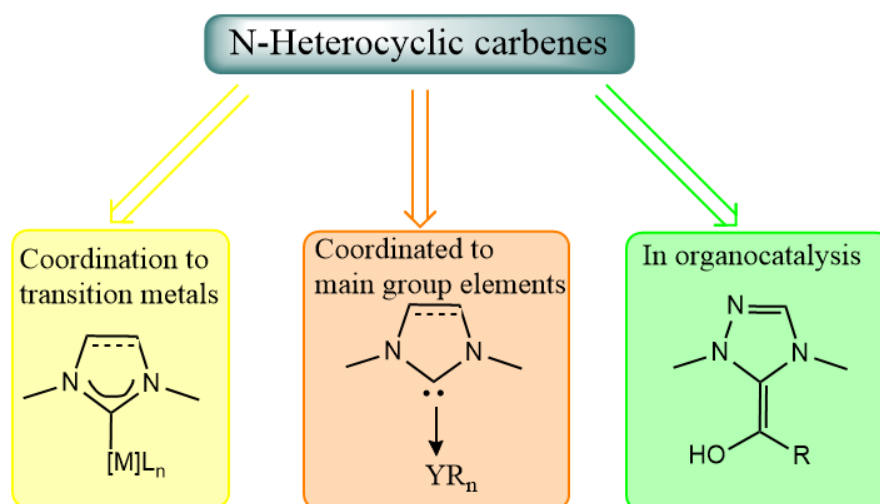 N-Heterocyclic carbenes
Coordination to
transition metals
N
N
[M]Lₙ
Coordinated to
main group elements
N
N
YRₙ
In organocatalysis
N
N
N
HO
R